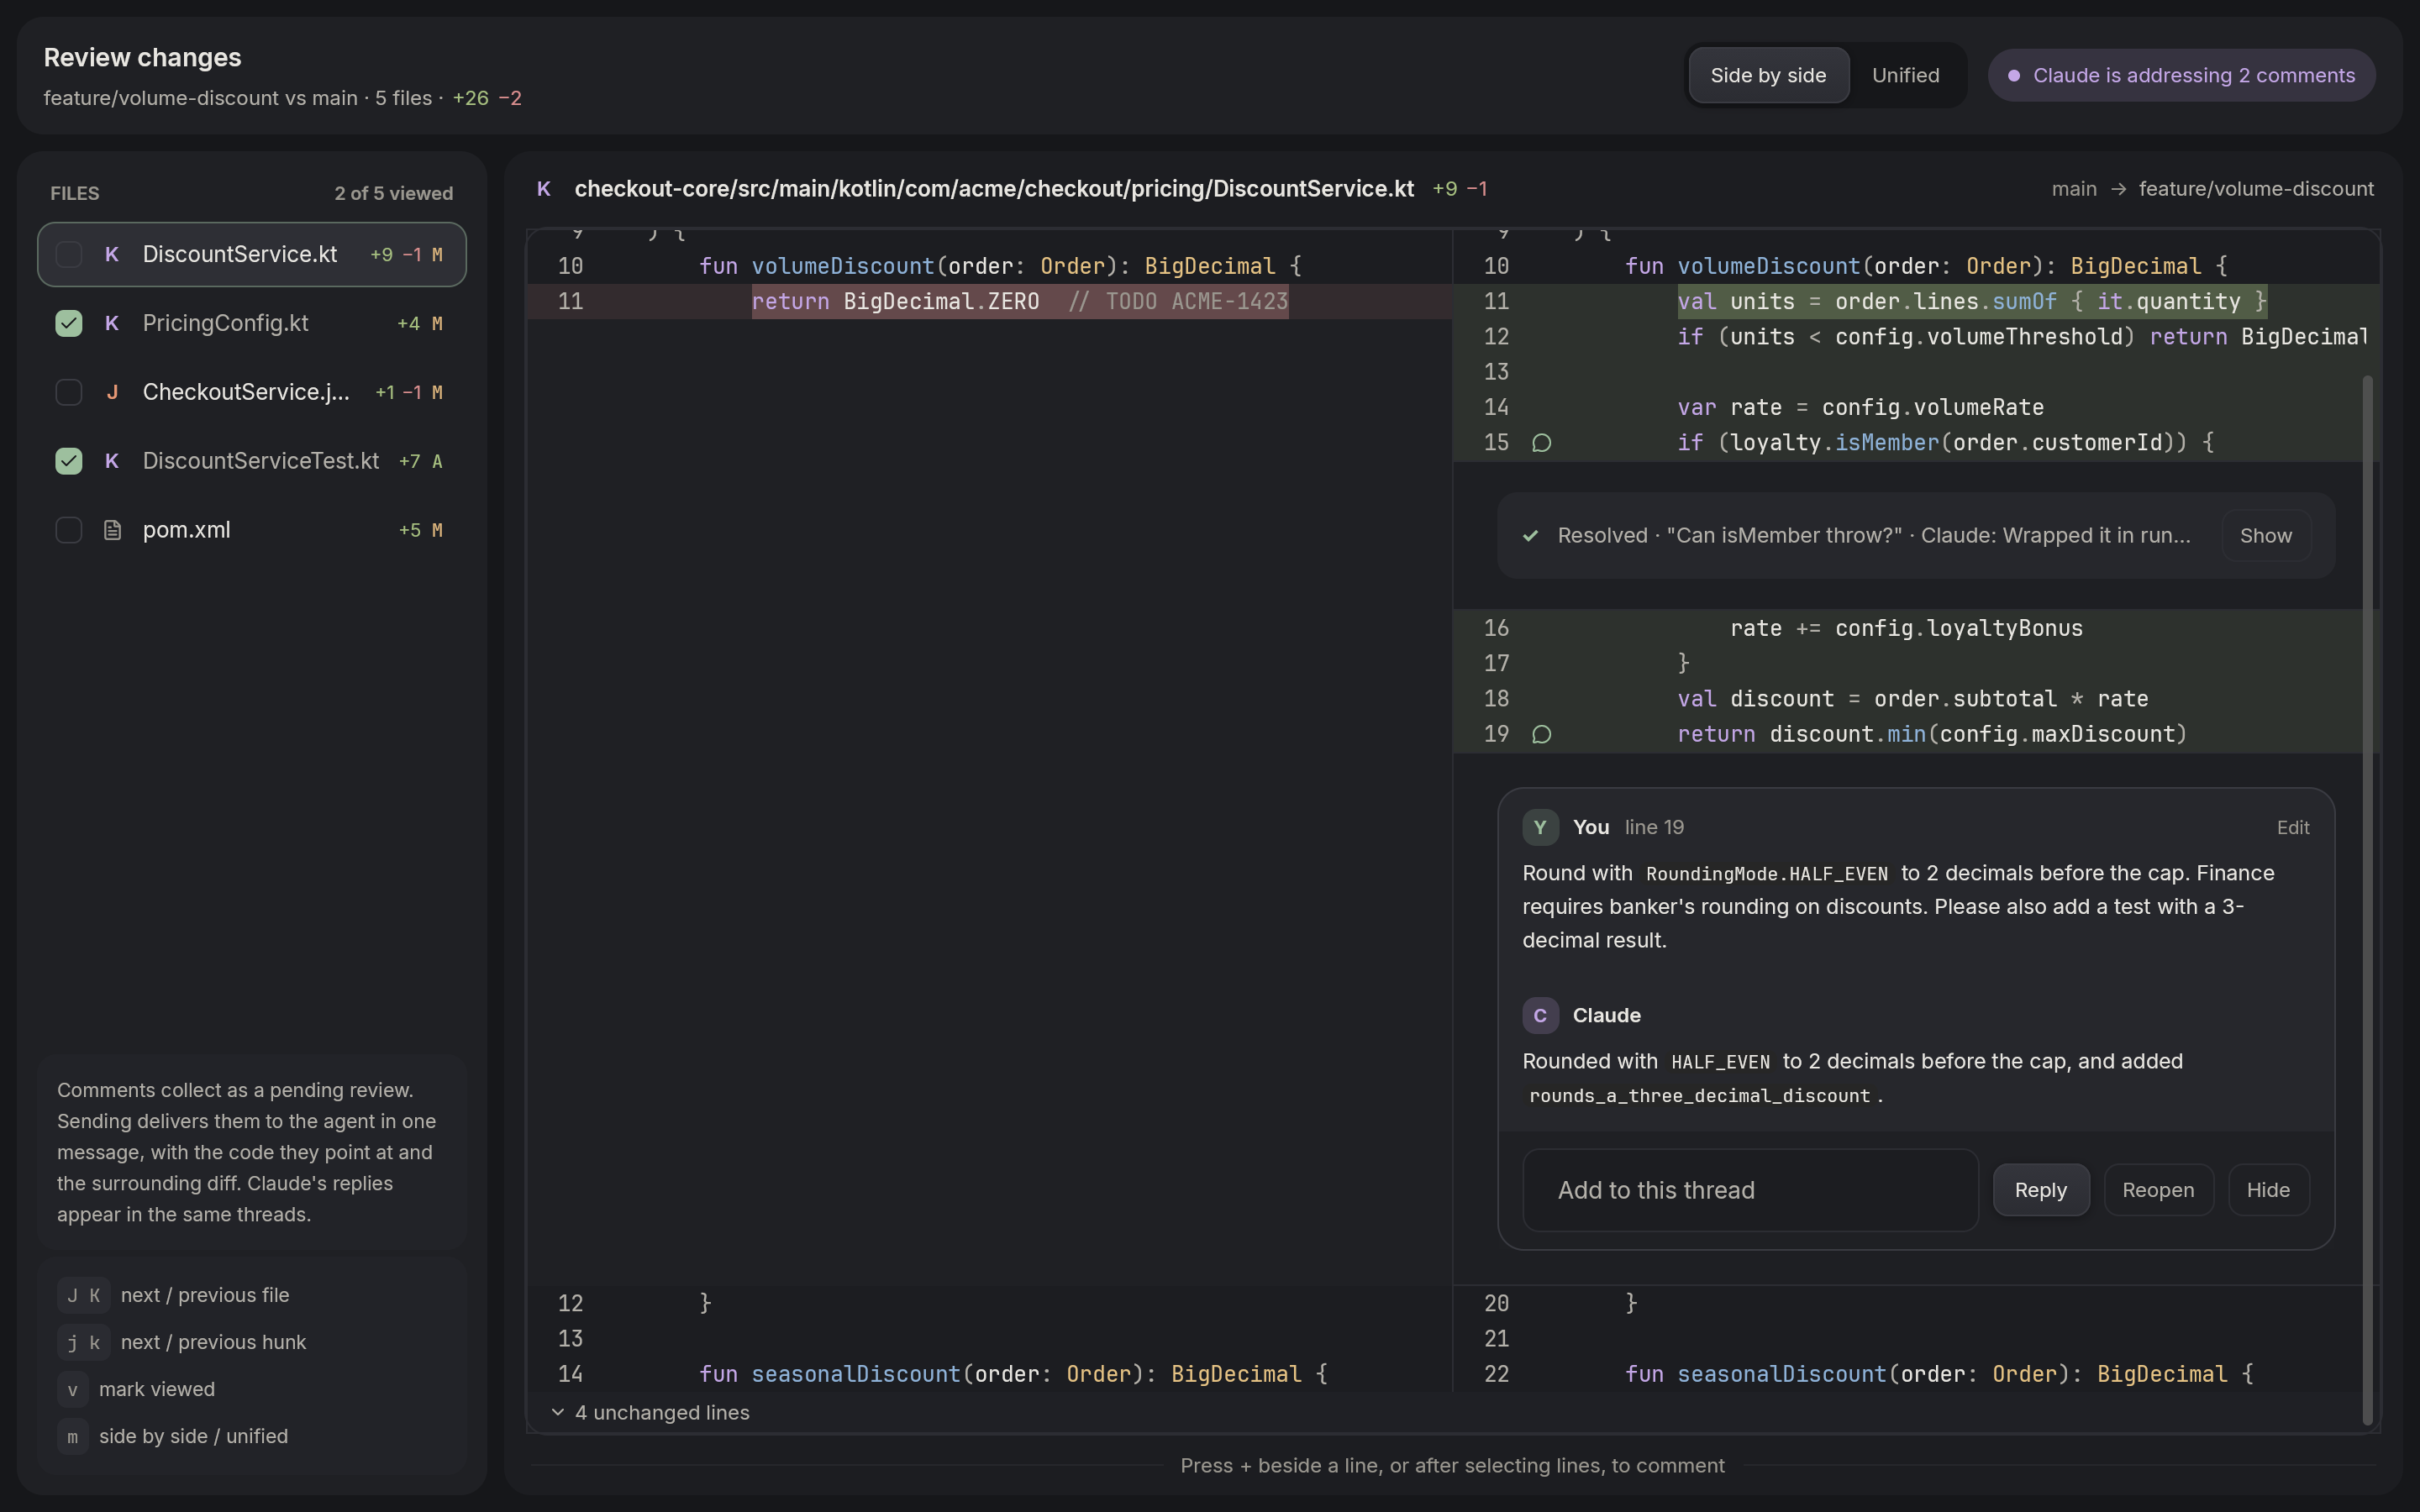 Review changes
feature/volume-discount vs main · 5 files · +26 −2
Side by side
Unified
Claude is addressing 2 comments
FILES
2 of 5 viewed
K DiscountService.kt +9 −1 M
K PricingConfig.kt +4 M
J CheckoutService.j... +1 −1 M
K DiscountServiceTest.kt +7 A
pom.xml +5 M
Comments collect as a pending review.
Sending delivers them to the agent in one
message, with the code they point at and
the surrounding diff. Claude's replies
appear in the same threads.
J K next / previous file
j k next / previous hunk
v mark viewed
m side by side / unified
K checkout-core/src/main/kotlin/com/acme/checkout/pricing/DiscountService.kt +9 −1
main → feature/volume-discount
9 ) {
10 fun volumeDiscount(order: Order): BigDecimal {
11 return BigDecimal.ZERO // TODO ACME-1423
12 }
13
14 fun seasonalDiscount(order: Order): BigDecimal {
9 ) {
10 fun volumeDiscount(order: Order): BigDecimal {
11 val units = order.lines.sumOf { it.quantity }
12 if (units < config.volumeThreshold) return BigDecimal
13
14 var rate = config.volumeRate
15 if (loyalty.isMember(order.customerId)) {
Resolved · "Can isMember throw?" · Claude: Wrapped it in run...
Show
16 rate += config.loyaltyBonus
17 }
18 val discount = order.subtotal * rate
19 return discount.min(config.maxDiscount)
Y You line 19
Edit
Round with RoundingMode.HALF_EVEN to 2 decimals before the cap. Finance
requires banker's rounding on discounts. Please also add a test with a 3-
decimal result.
C Claude
Rounded with HALF_EVEN to 2 decimals before the cap, and added
rounds_a_three_decimal_discount.
Add to this thread
Reply
Reopen
Hide
20 }
21
22 fun seasonalDiscount(order: Order): BigDecimal {
4 unchanged lines
Press + beside a line, or after selecting lines, to comment